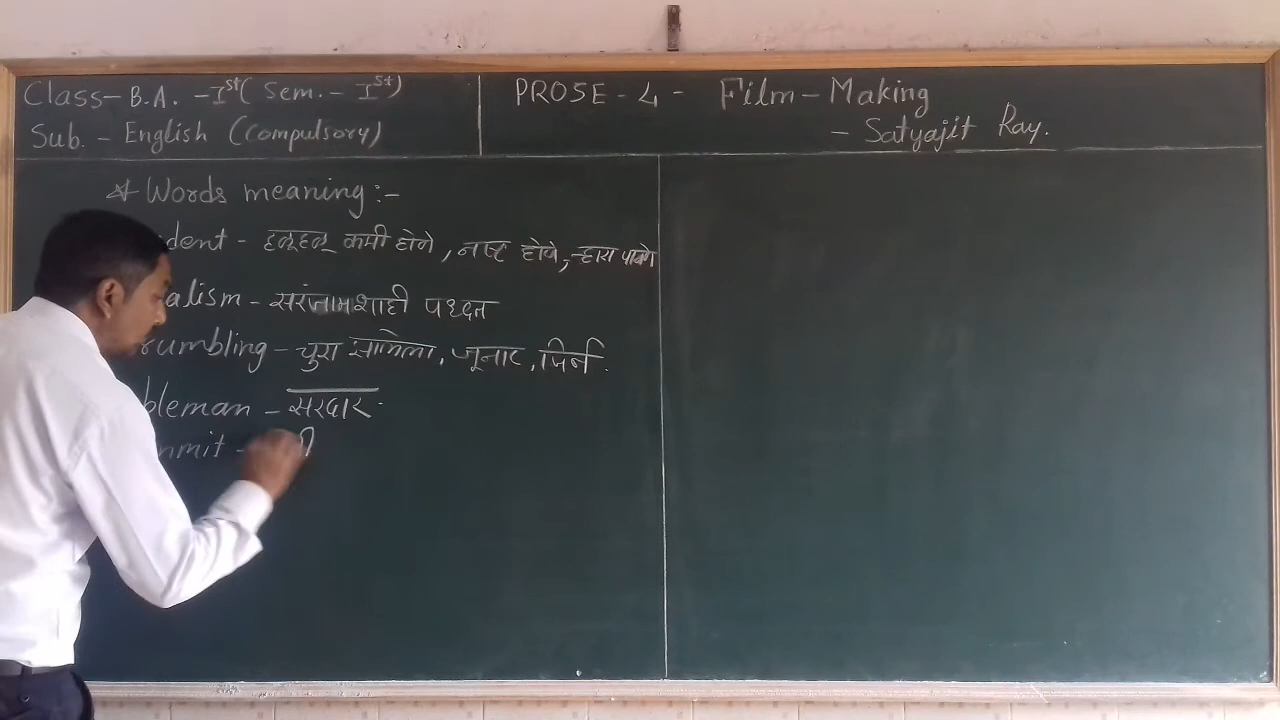 Class- B.A. - Ist ( Sem. - Ist)
Sub. - English (Compulsory)
PROSE - 4 - Film - Making
- Satyajit Ray.
Words meaning :-
dent - हळूहळू कमी होणे, नष्ट होणे, ऱ्हास पावणे
alism - सरंजामशाही पध्दत
rumbling - चुरा झालेला, जूनाट,
bleman - सरदार.
mit -